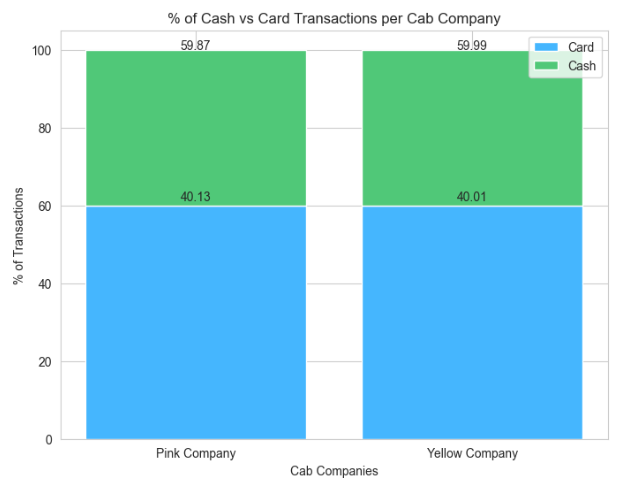 % of Cash vs Card Transactions per Cab Company
Card
Cash
59.87
59.99
40.13
40.01
100
80
60
40
20
0
% of Transactions
Pink Company
Yellow Company
Cab Companies